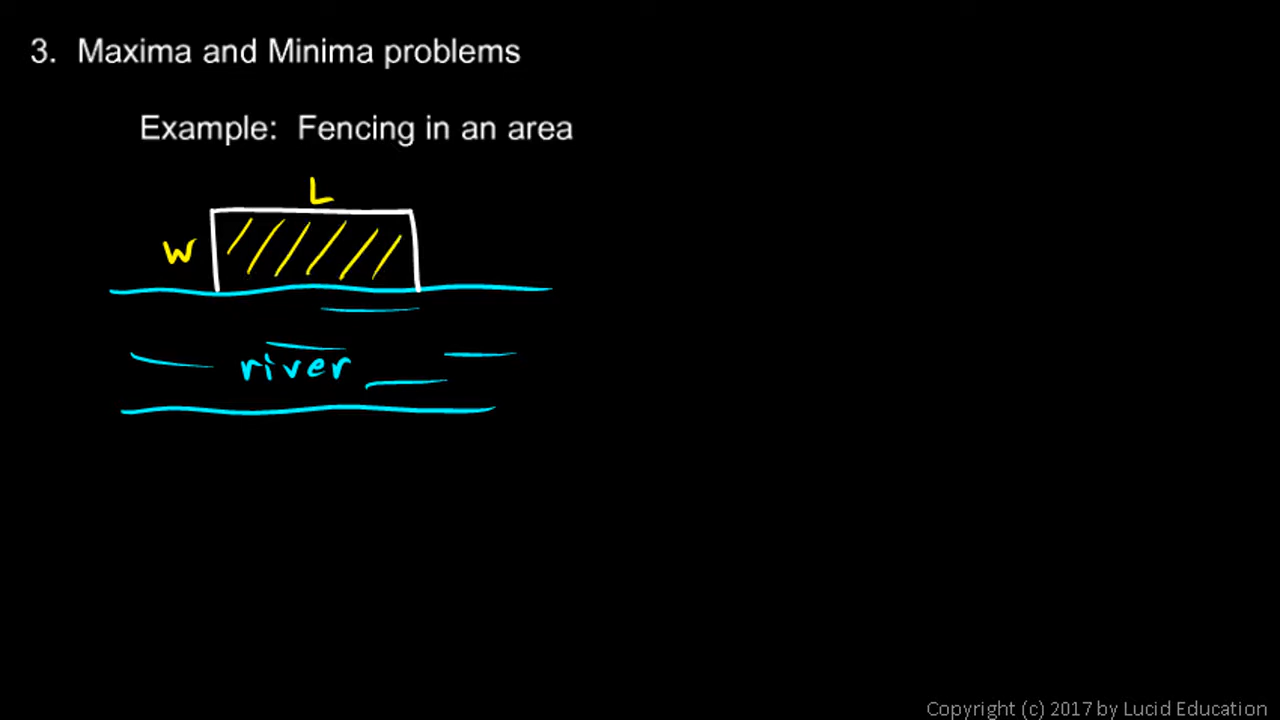 3. Maxima and Minima problems
Example: Fencing in an area
L
W
river
Copyright (c) 2017 by Lucid Education